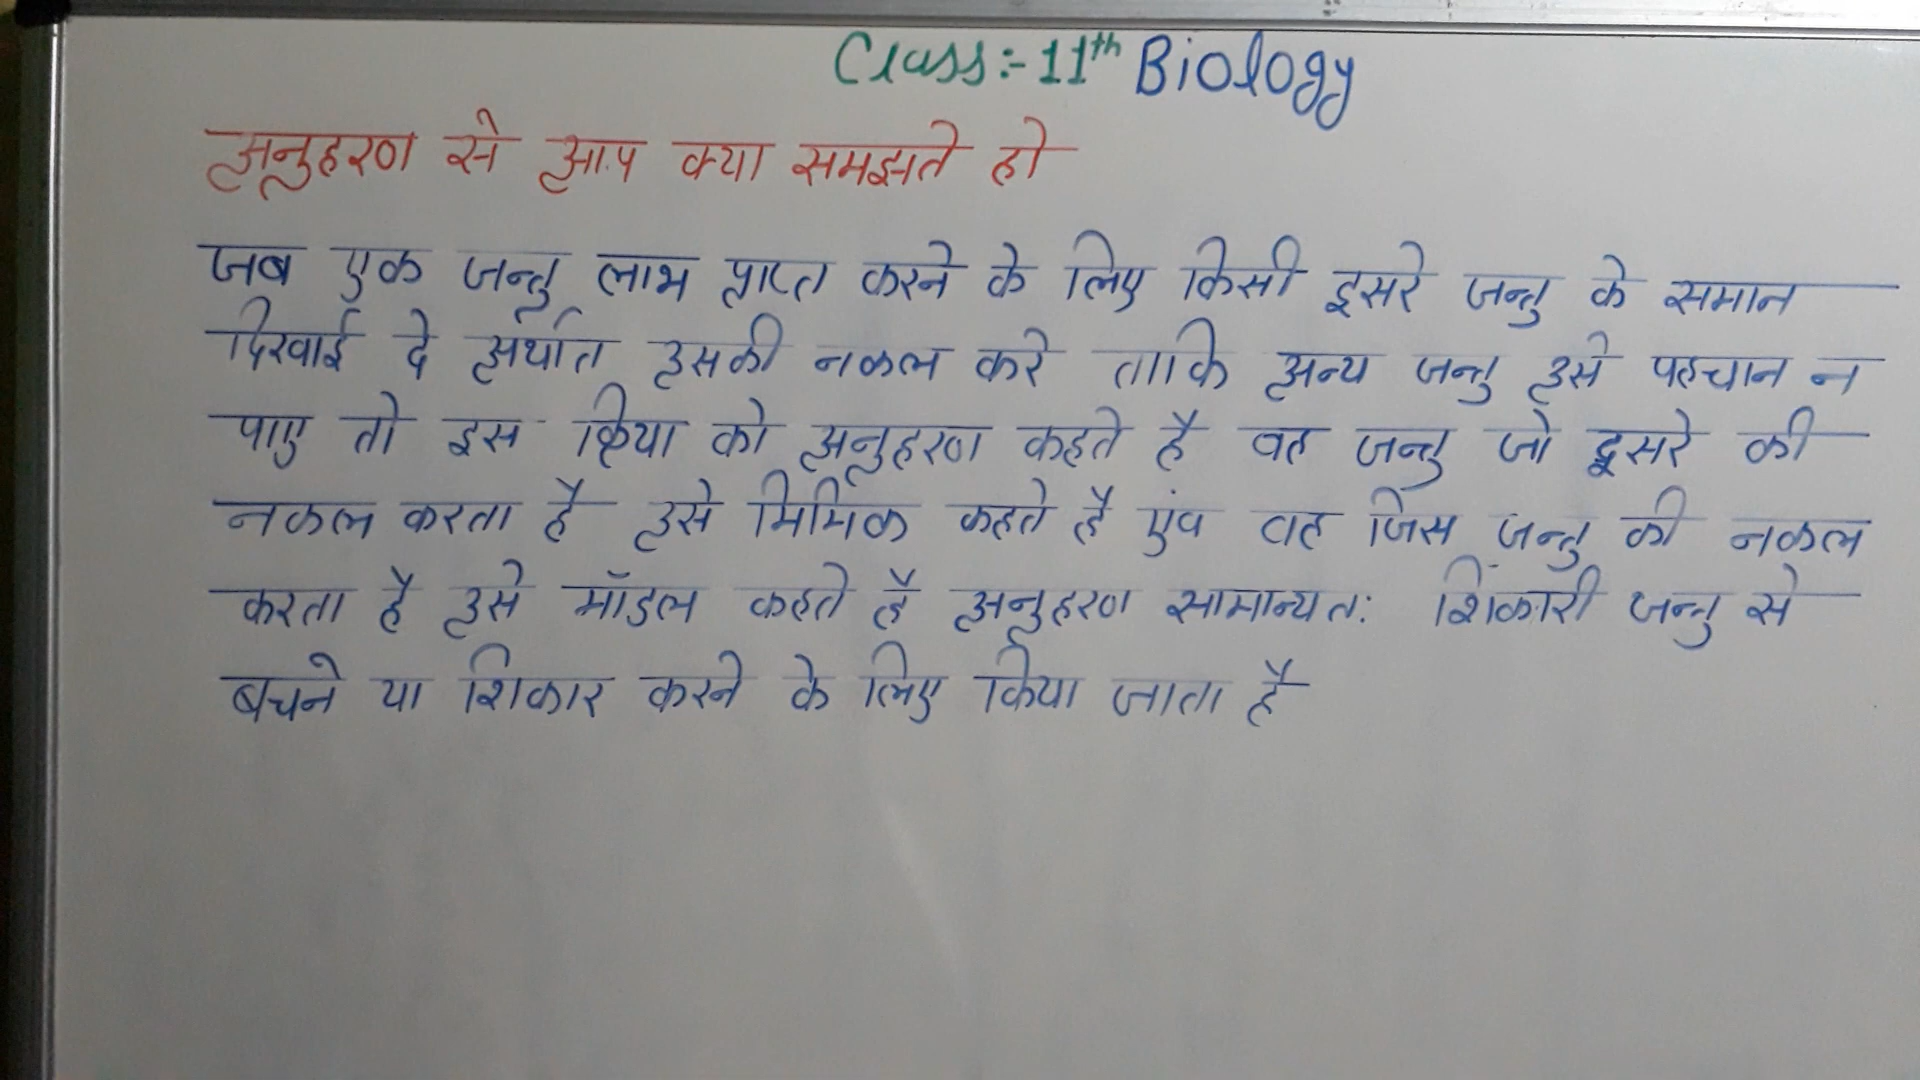 Class:- 11th Biology
अनुहरण से आप क्या समझते हो
जब एक जन्तु लाभ प्राप्त करने के लिए किसी दूसरे जन्तु के समान
दिखाई दे अर्थात उसकी नकल करे ताकि अन्य जन्तु उसे पहचान न
पाए तो इस क्रिया को अनुहरण कहते है वह जन्तु जो दूसरे की
नकल करता है उसे मिमिक कहते है एंव वह जिस जन्तु की नकल
करता है उसे मॉडल कहते है अनुहरण सामान्यत: शिकारी जन्तु से
बचने या शिकार करने के लिए किया जाता है